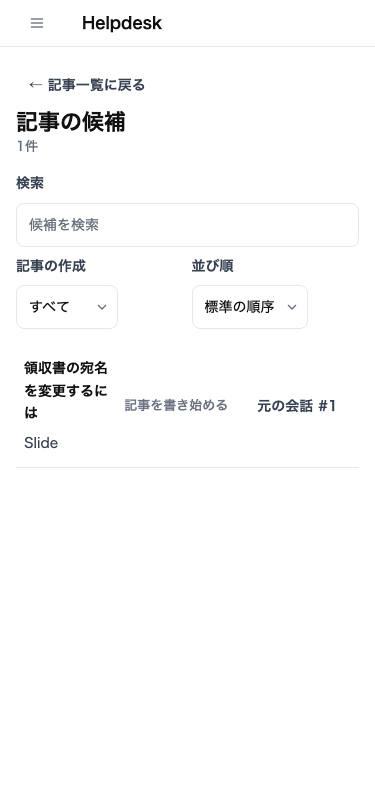 Helpdesk
← 記事一覧に戻る
記事の候補
1件
検索
候補を検索
記事の作成
並び順
すべて
標準の順序
領収書の宛名
を変更するに
は
Slide
記事を書き始める
元の会話 #1